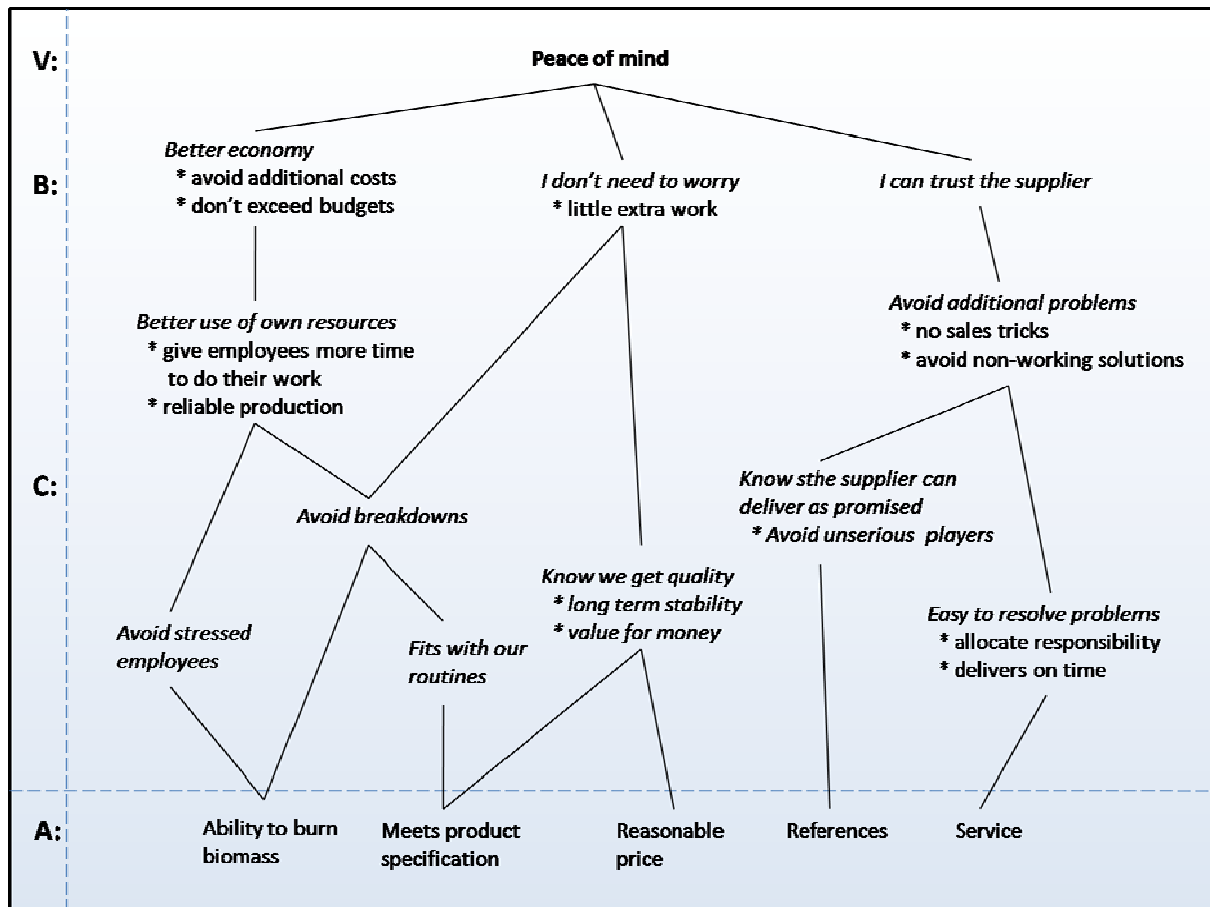 V:
Peace of mind
B:
Better economy
* avoid additional costs
* don't exceed budgets
I don't need to worry
* little extra work
I can trust the supplier
Better use of own resources
* give employees more time
to do their work
* reliable production
Avoid additional problems
* no sales tricks
* avoid non-working solutions
C:
Avoid breakdowns
Know sthe supplier can
deliver as promised
* Avoid unserious players
Avoid stressed
employees
Fits with our
routines
Know we get quality
* long term stability
* value for money
Easy to resolve problems
* allocate responsibility
* delivers on time
A:
Ability to burn
biomass
Meets product
specification
Reasonable
price
References
Service